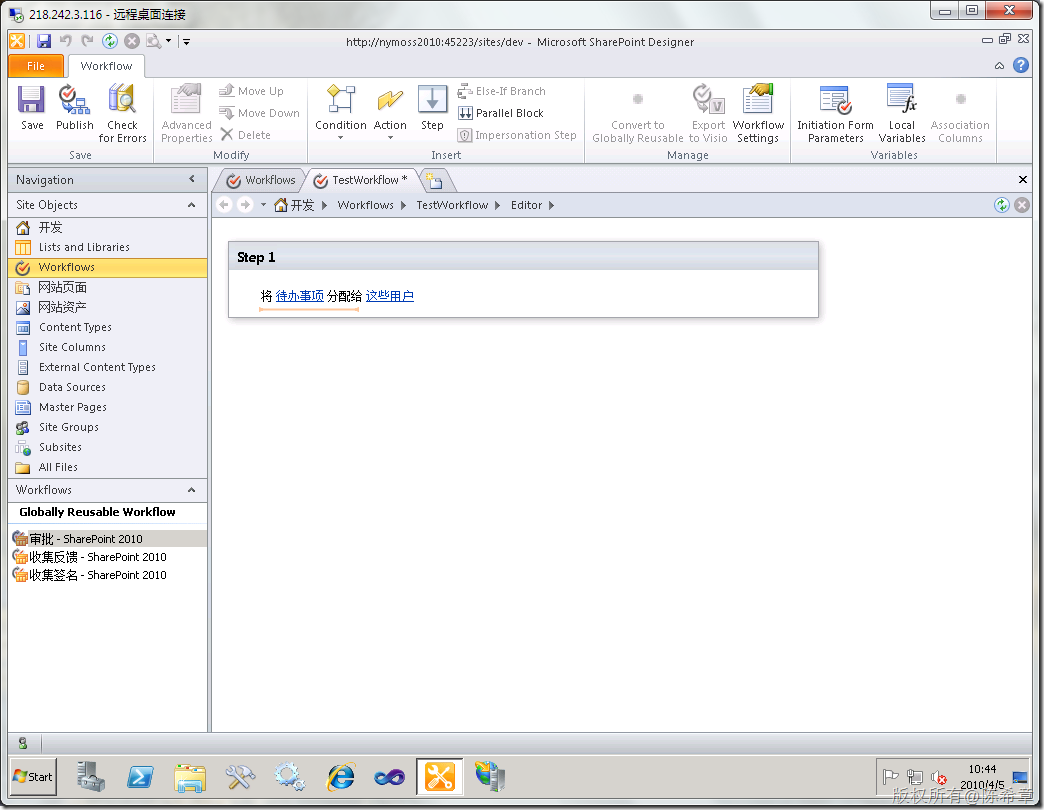 218.242.3.116 - 远程桌面连接
http://nymoss2010:45223/sites/dev - Microsoft SharePoint Designer
File Workflow
Save Publish Check for Errors
Save
Advanced Properties Move Up Move Down Delete
Modify
Condition Action Step Else-If Branch Parallel Block Impersonation Step
Insert
Convert to Globally Reusable Export to Visio Workflow Settings
Manage
Initiation Form Parameters Local Variables Association Columns
Variables
Navigation
Site Objects
开发
Lists and Libraries
Workflows
网站页面
网站资产
Content Types
Site Columns
External Content Types
Data Sources
Master Pages
Site Groups
Subsites
All Files
Workflows
Globally Reusable Workflow
审批 - SharePoint 2010
收集反馈 - SharePoint 2010
收集签名 - SharePoint 2010
Workflows TestWorkflow *
开发 Workflows TestWorkflow Editor
Step 1
将 待办事项 分配给 这些用户
Start
10:44
2010/4/5
版权所有@陈希章